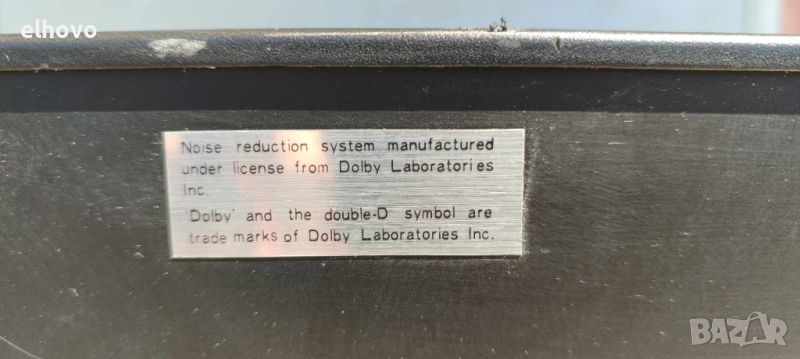 elhovo
Noise reduction system manufactured
under license from Dolby Laboratories
Inc.
'Dolby' and the double-D symbol are
trade marks of Dolby Laboratories Inc.
BAZAR
bg